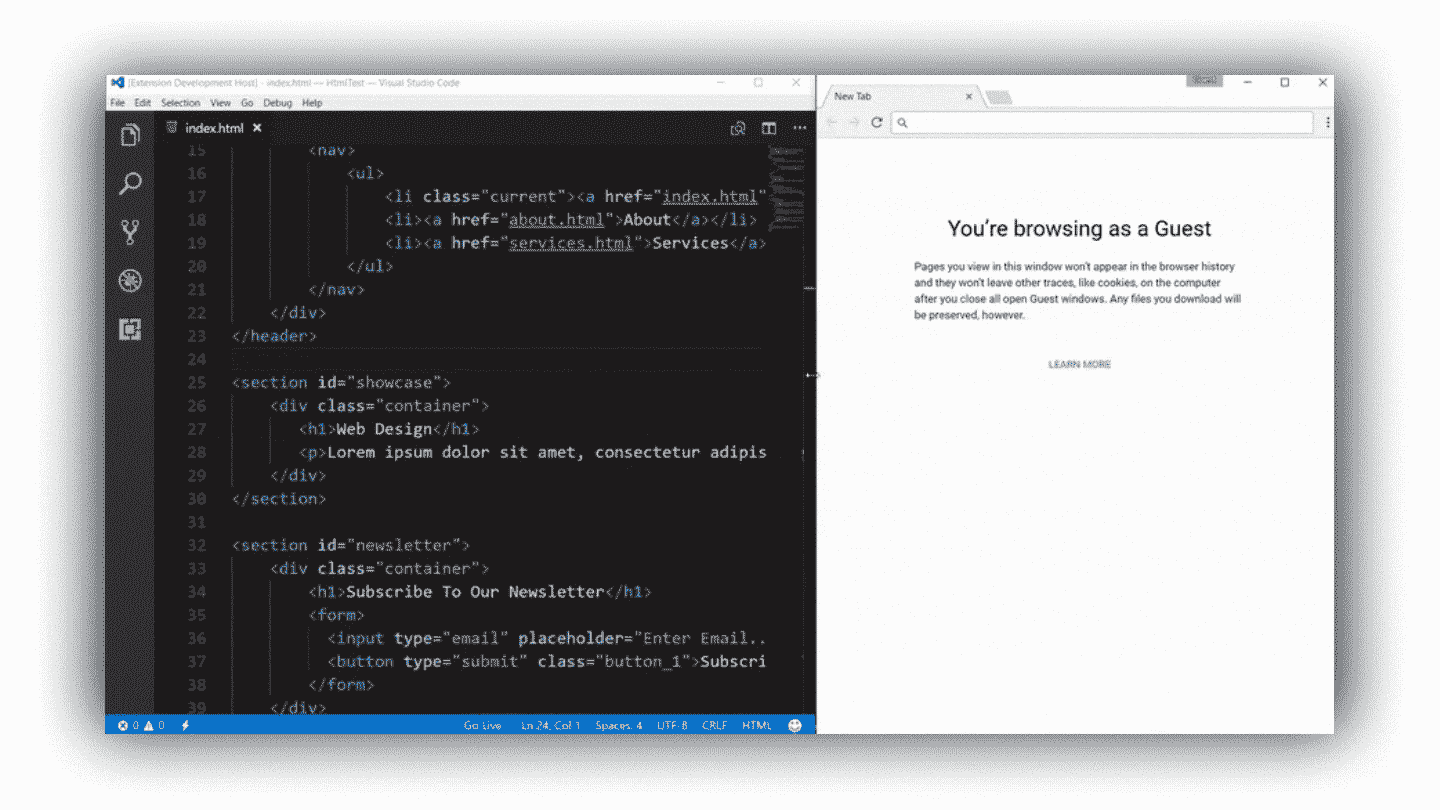 [Extension Development Host] - index.html — HtmlTest — Visual Studio Code
File Edit Selection View Go Debug Help
index.html
15 <nav>
16 <ul>
17 <li class="current"><a href="index.html"
18 <li><a href="about.html">About</a></li>
19 <li><a href="services.html">Services</a>
20 </ul>
21 </nav>
22 </div>
23 </header>
24
25 <section id="showcase">
26 <div class="container">
27 <h1>Web Design</h1>
28 <p>Lorem ipsum dolor sit amet, consectetur adipis
29 </div>
30 </section>
31
32 <section id="newsletter">
33 <div class="container">
34 <h1>Subscribe To Our Newsletter</h1>
35 <form>
36 <input type="email" placeholder="Enter Email..
37 <button type="submit" class="button_1">Subscri
38 </form>
39 </div>
0 0 Go Live Ln 24, Col 1 Spaces: 4 UTF-8 CRLF HTML
New Tab
You're browsing as a Guest
Pages you view in this window won't appear in the browser history
and they won't leave other traces, like cookies, on the computer
after you close all open Guest windows. Any files you download will
be preserved, however.
LEARN MORE